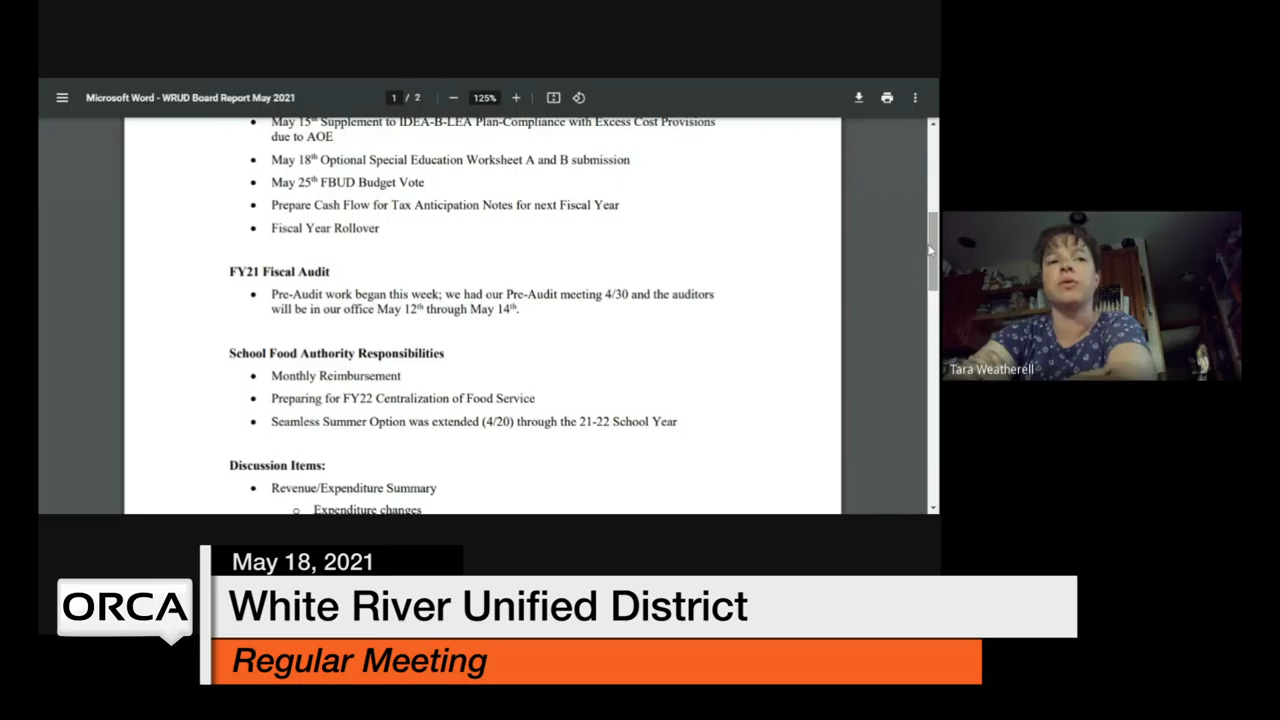 Microsoft Word - WRUD Board Report May 2021
1 / 2
125%
May 15th Supplement to IDEA-B-LEA Plan-Compliance with Excess Cost Provisions
due to AOE
May 18th Optional Special Education Worksheet A and B submission
May 25th FBUD Budget Vote
Prepare Cash Flow for Tax Anticipation Notes for next Fiscal Year
Fiscal Year Rollover
FY21 Fiscal Audit
Pre-Audit work began this week; we had our Pre-Audit meeting 4/30 and the auditors
will be in our office May 12th through May 14th.
School Food Authority Responsibilities
Monthly Reimbursement
Preparing for FY22 Centralization of Food Service
Seamless Summer Option was extended (4/20) through the 21-22 School Year
Discussion Items:
Revenue/Expenditure Summary
Expenditure changes
Tara Weatherell
May 18, 2021
ORCA
White River Unified District
Regular Meeting